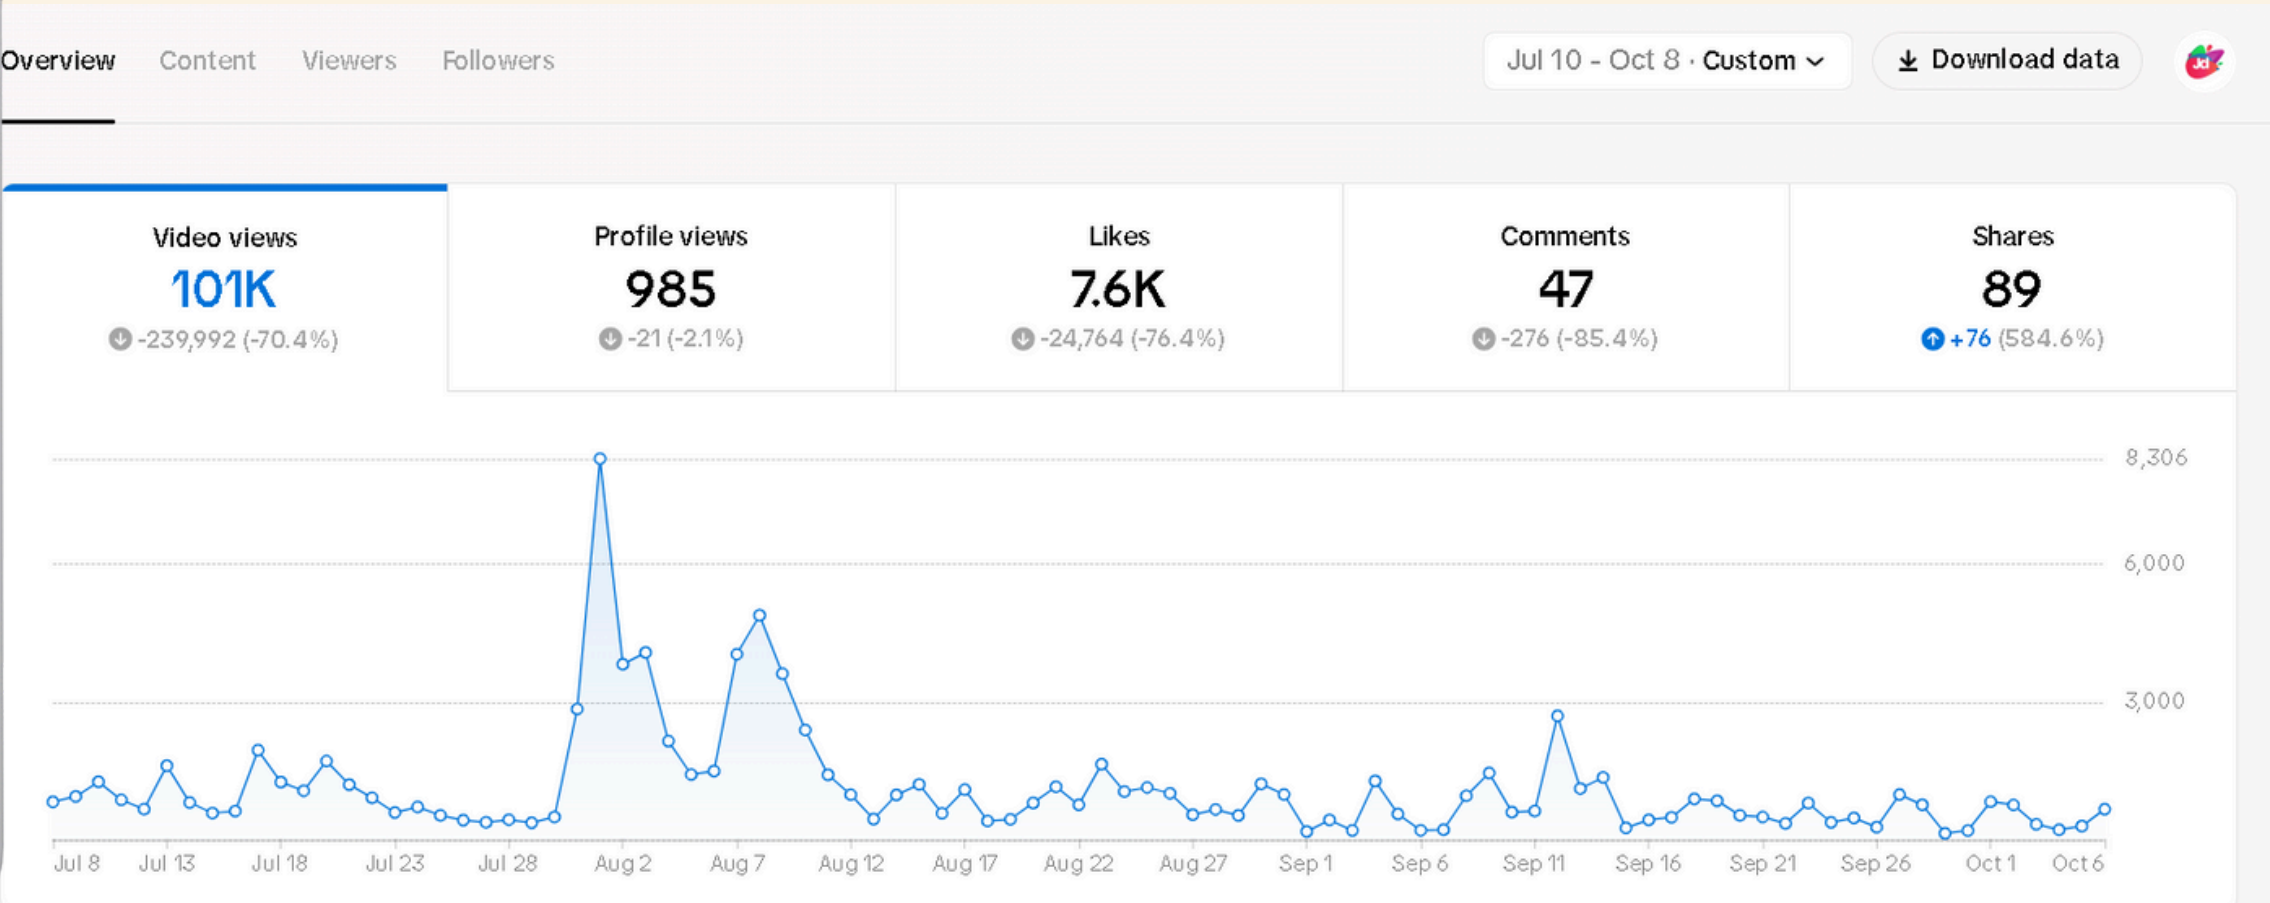 Overview Content Viewers Followers Jul 10 - Oct 8 · Custom Download data
Jd
Video views Profile views Likes Comments Shares
101K 985 7.6K 47 89
-239,992 (-70.4%) -21 (-2.1%) -24,764 (-76.4%) -276 (-85.4%) +76 (584.6%)
8,306
6,000
3,000
Jul 8 Jul 13 Jul 18 Jul 23 Jul 28 Aug 2 Aug 7 Aug 12 Aug 17 Aug 22 Aug 27 Sep 1 Sep 6 Sep 11 Sep 16 Sep 21 Sep 26 Oct 1 Oct 6